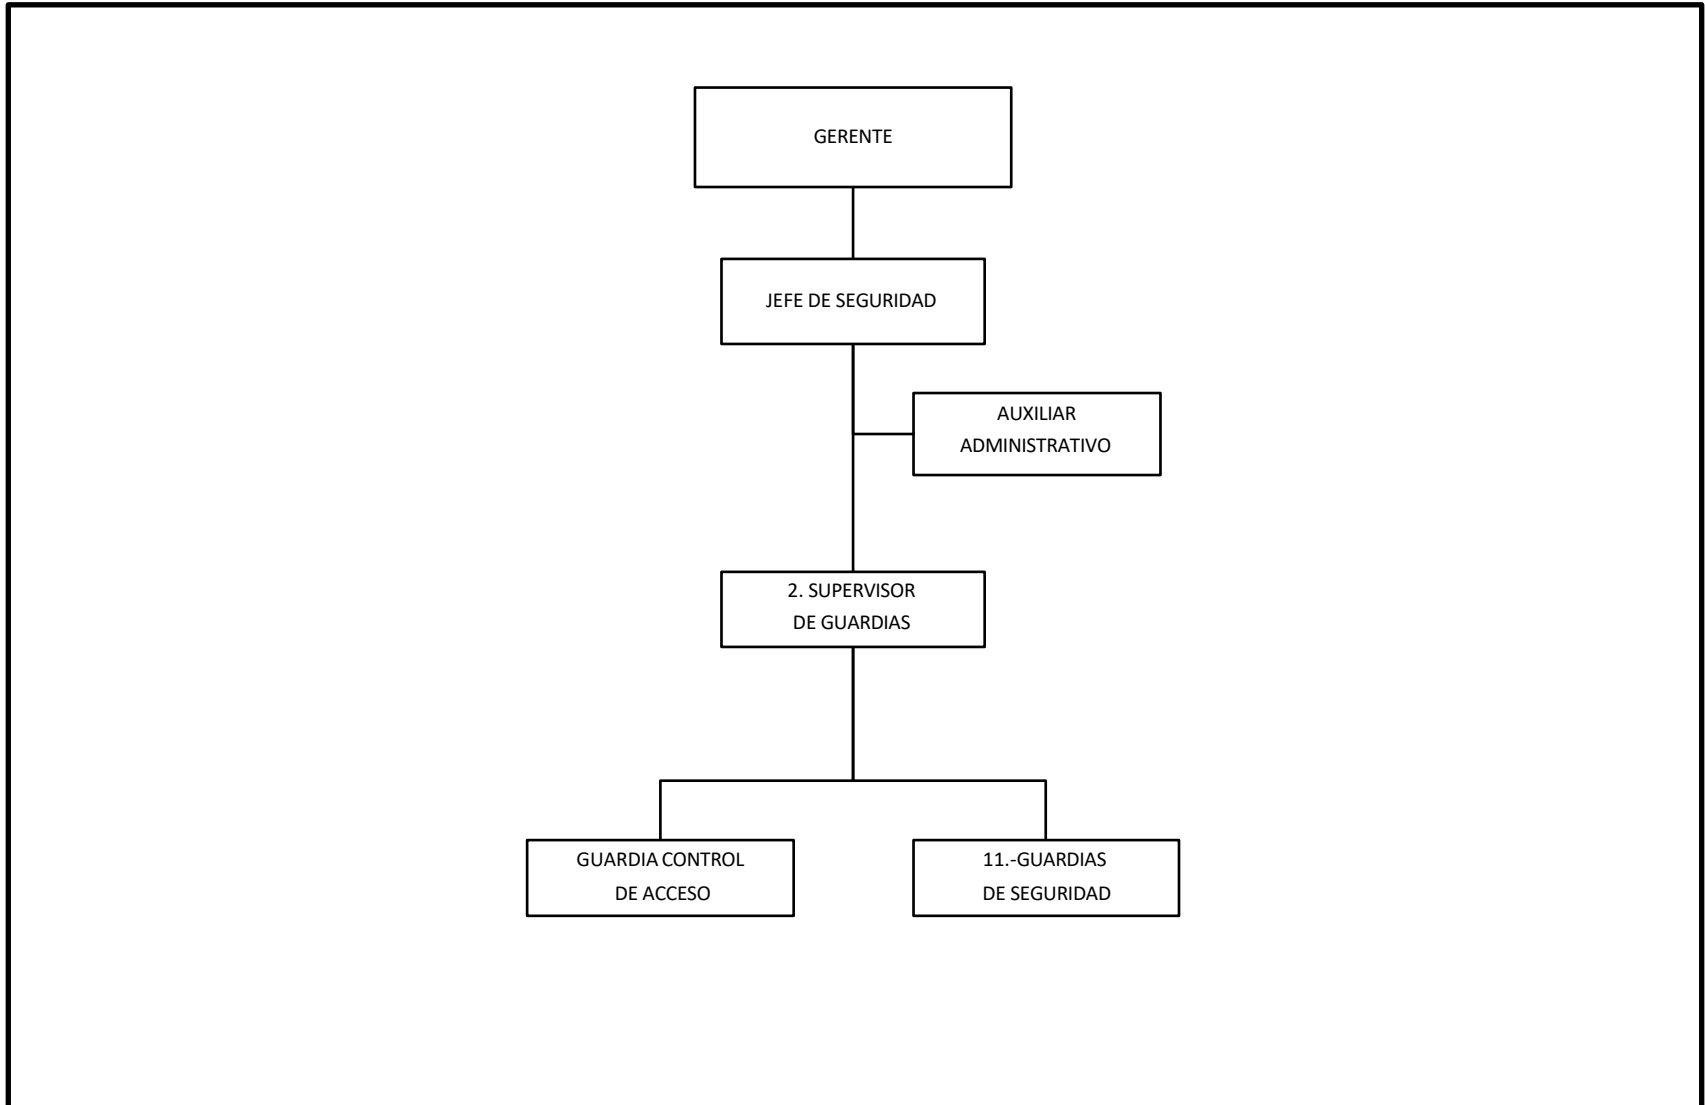 GERENTE
JEFE DE SEGURIDAD
AUXILIAR
ADMINISTRATIVO
2. SUPERVISOR
DE GUARDIAS
GUARDIA CONTROL
DE ACCESO
11.-GUARDIAS
DE SEGURIDAD